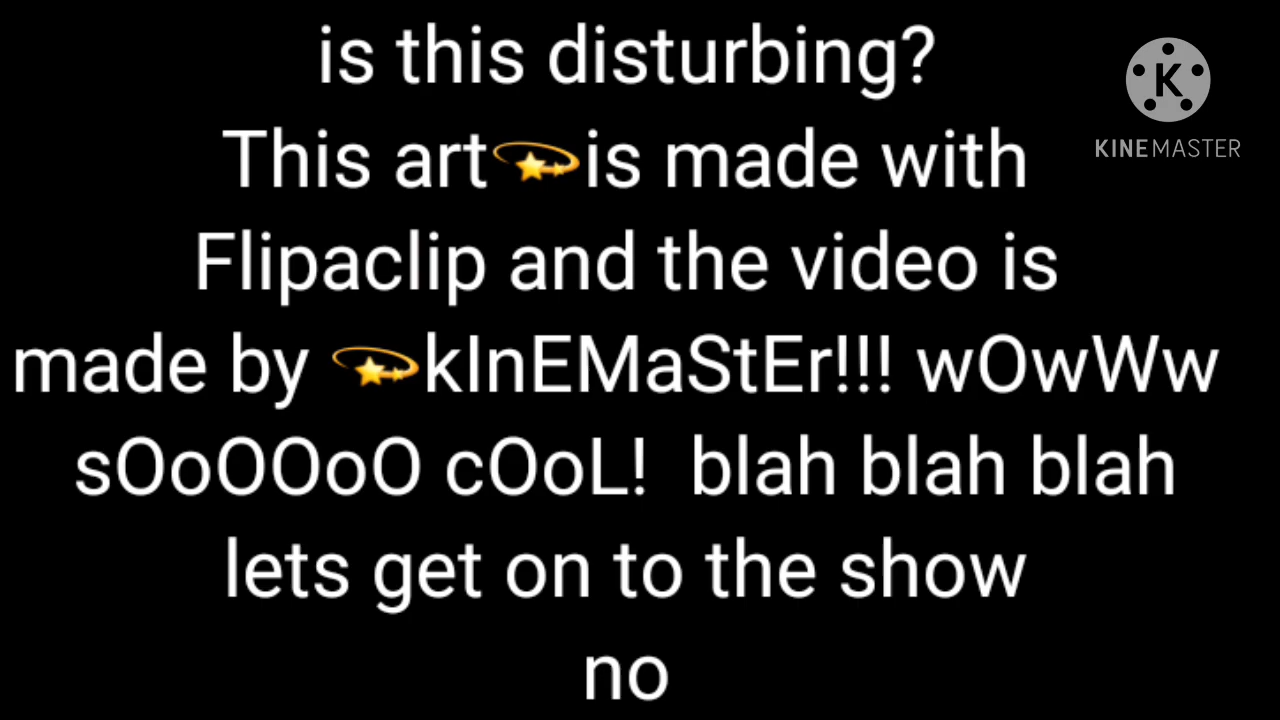 is this disturbing?
This art💫is made with
Flipaclip and the video is
made by 💫kInEMaStEr!!! wOwWw
sOoOOoO cOoL!  blah blah blah
lets get on to the show
no
K
KINEMASTER